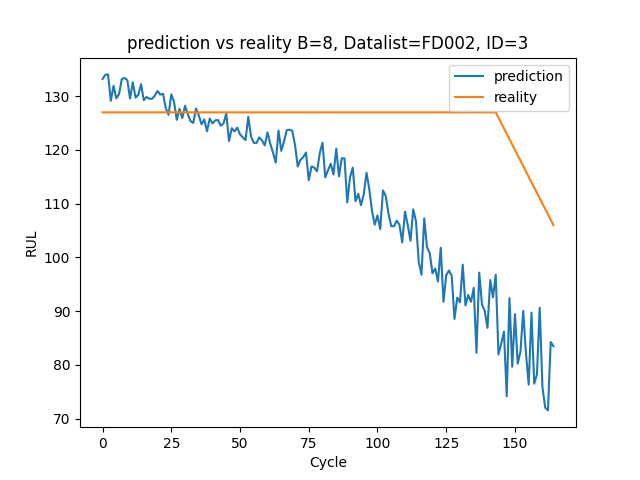 prediction vs reality B=8, Datalist=FD002, ID=3
prediction
reality
RUL
130
120
110
100
90
80
70
0 25 50 75 100 125 150
Cycle